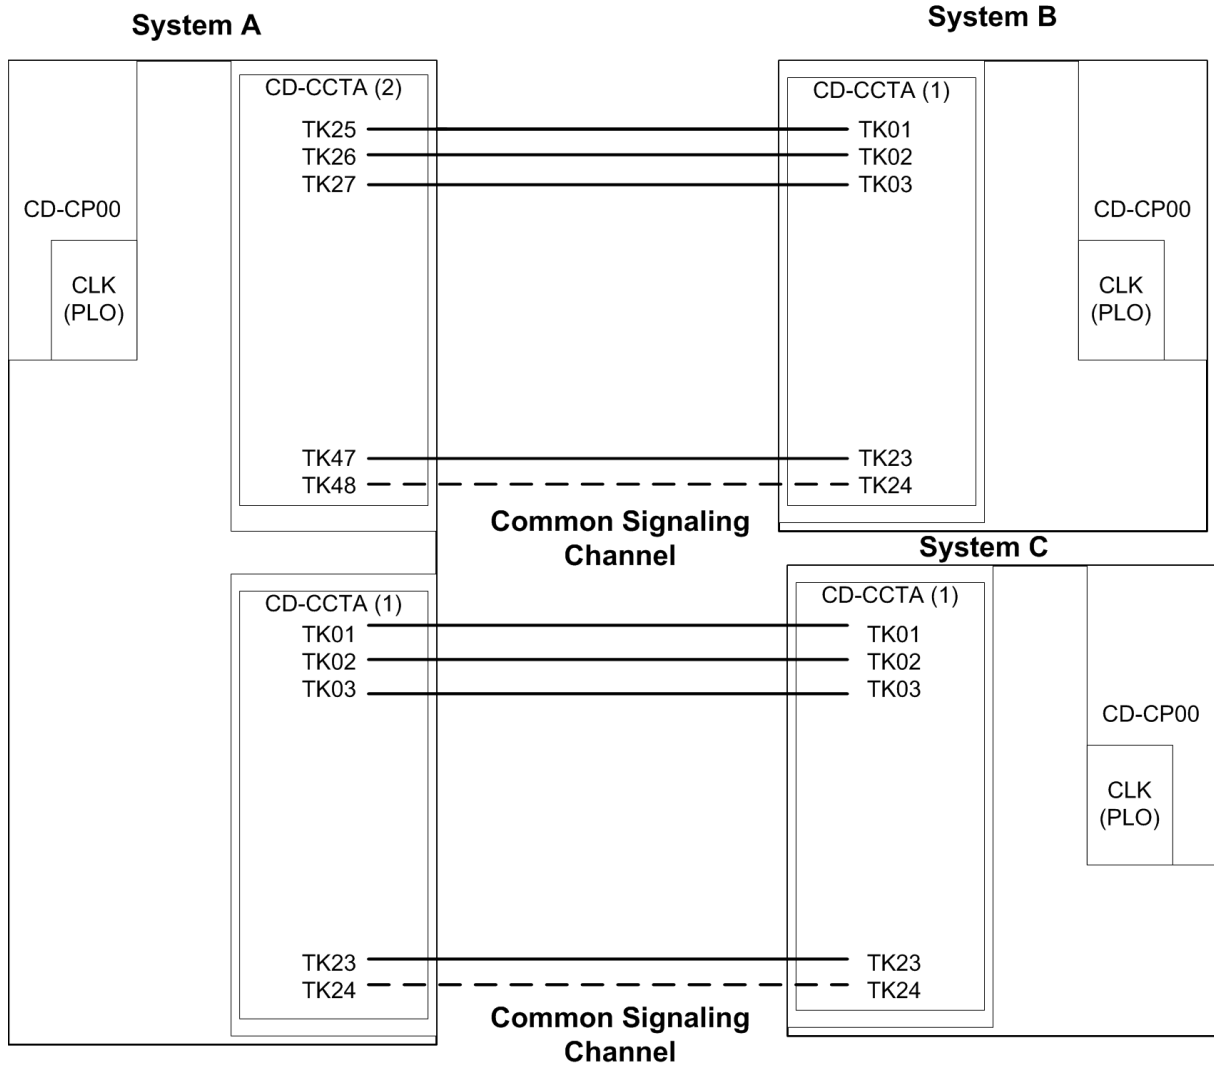 System A
System B
CD-CCTA (2)
CD-CCTA (1)
TK25
TK01
TK26
TK02
TK27
TK03
CD-CP00
CD-CP00
CLK
(PLO)
CLK
(PLO)
TK47
TK23
TK48
TK24
Common Signaling
Channel
System C
CD-CCTA (1)
CD-CCTA (1)
TK01
TK01
TK02
TK02
TK03
TK03
CD-CP00
CLK
(PLO)
TK23
TK23
TK24
TK24
Common Signaling
Channel